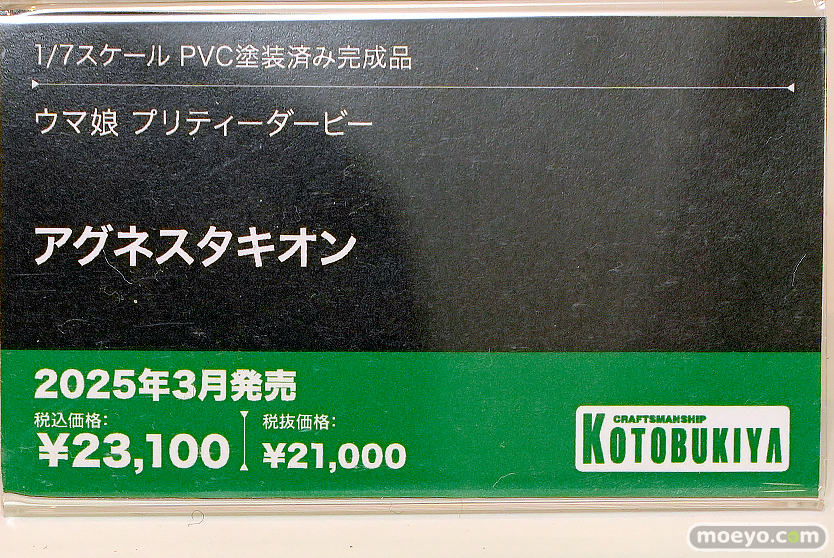 1/7スケール PVC塗装済み完成品
ウマ娘 プリティーダービー
アグネスタキオン
2025年3月発売
税込価格:
¥23,100
税抜価格:
¥21,000
CRAFTSMANSHIP
KOTOBUKIYA
moeyo.com